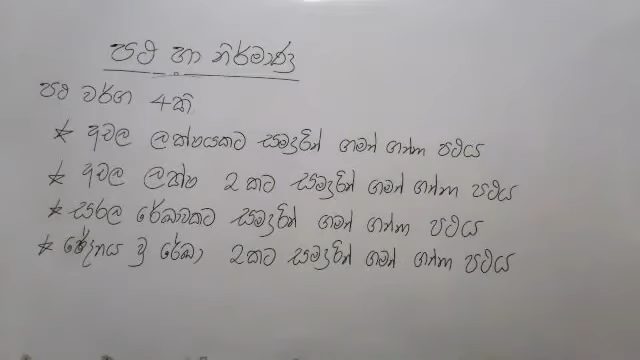 පථ හා නිර්මාණ
පථ වර්ග 4කි
* අචල ලක්ෂයකට සමදුරින් ගමන් ගන්නා පථය
* අචල ලක්ෂ 2කට සමදුරින් ගමන් ගන්නා පථය
* සරල රේඛාවකට සමදුරින් ගමන් ගන්නා පථය
* ඡේදනය වූ රේඛා 2කට සමදුරින් ගමන් ගන්නා පථය